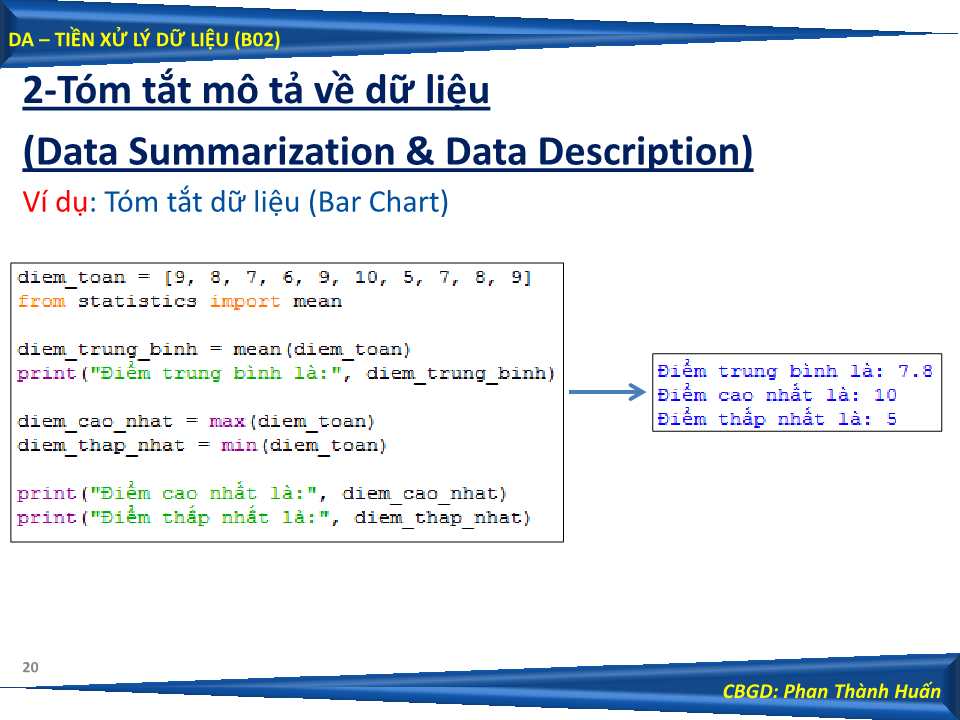 DA – TIỀN XỬ LÝ DỮ LIỆU (B02)
2-Tóm tắt mô tả về dữ liệu
(Data Summarization & Data Description)
Ví dụ: Tóm tắt dữ liệu (Bar Chart)
diem_toan = [9, 8, 7, 6, 9, 10, 5, 7, 8, 9]
from statistics import mean
diem_trung_binh = mean(diem_toan)
print("Điểm trung bình là:", diem_trung_binh)
diem_cao_nhat = max(diem_toan)
diem_thap_nhat = min(diem_toan)
print("Điểm cao nhất là:", diem_cao_nhat)
print("Điểm thấp nhất là:", diem_thap_nhat)
Điểm trung bình là: 7.8
Điểm cao nhất là: 10
Điểm thấp nhất là: 5
20
CBGD: Phan Thành Huấn